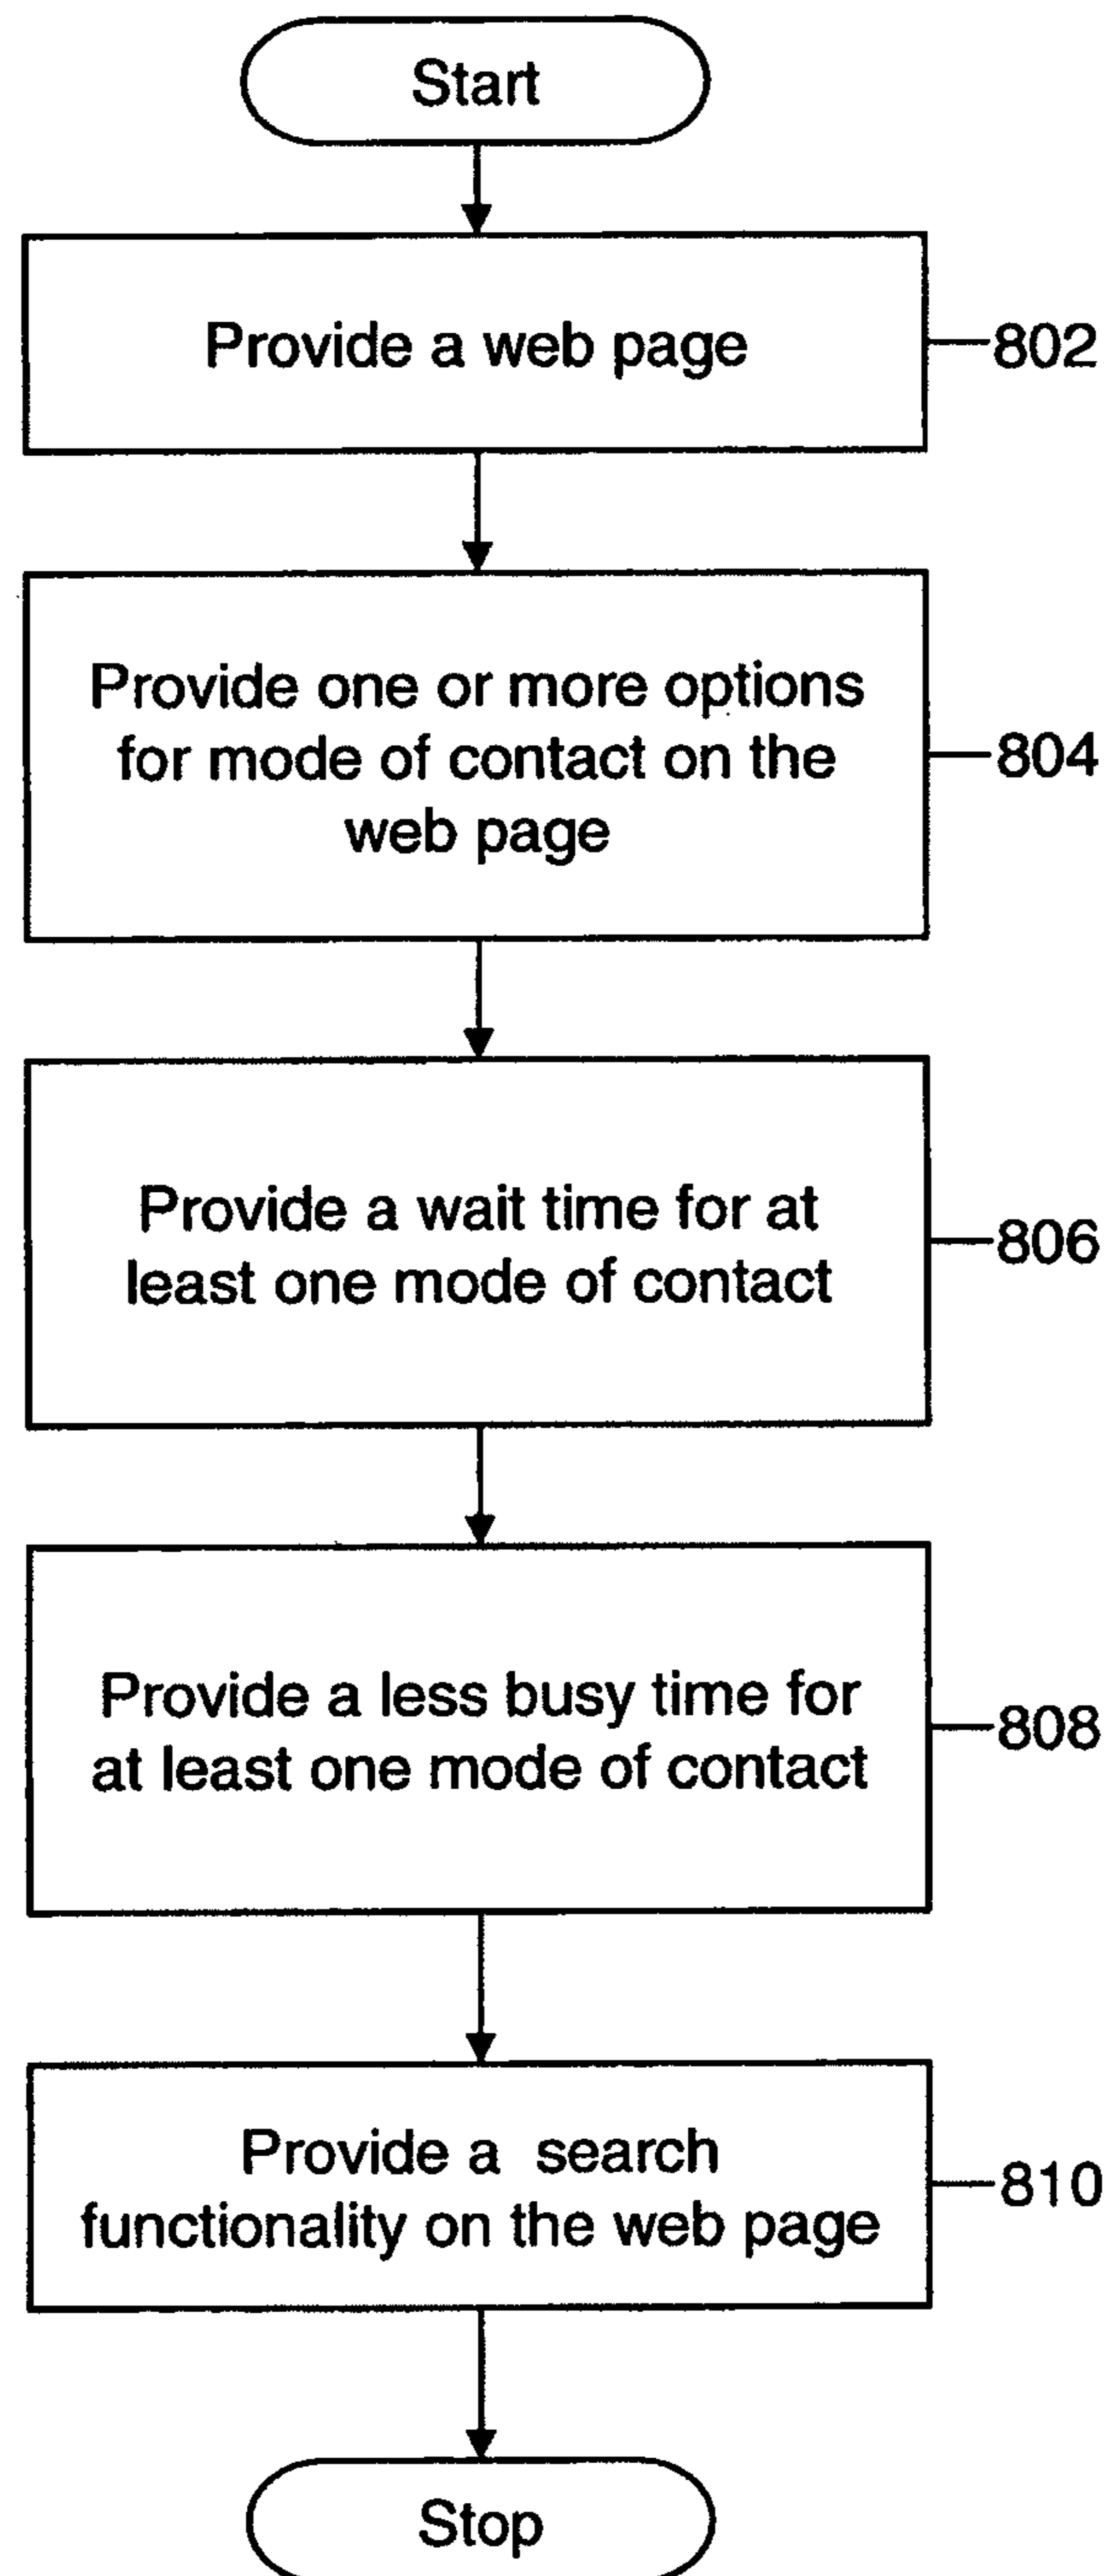 Start
Provide a web page
802
Provide one or more options
for mode of contact on the
web page
804
Provide a wait time for at
least one mode of contact
806
Provide a less busy time for
at least one mode of contact
808
Provide a search
functionality on the web page
810
Stop